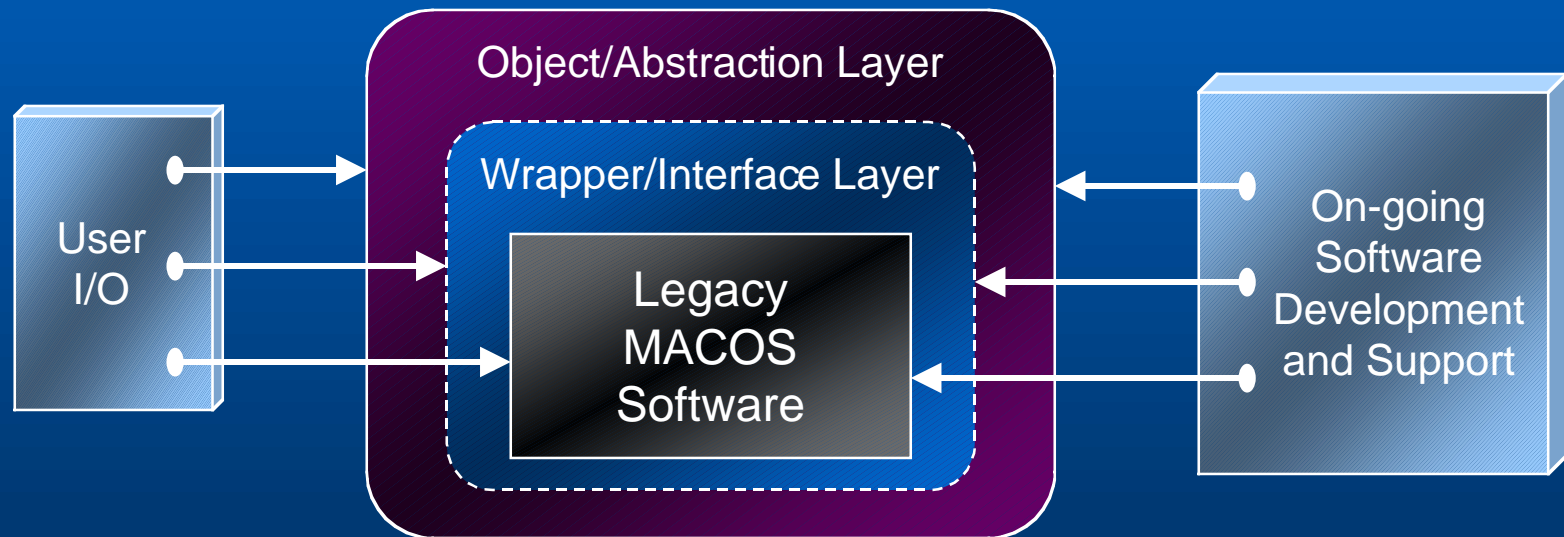 Object/Abstraction Layer
Wrapper/Interface Layer
User
I/O
Legacy
MACOS
Software
On-going
Software
Development
and Support